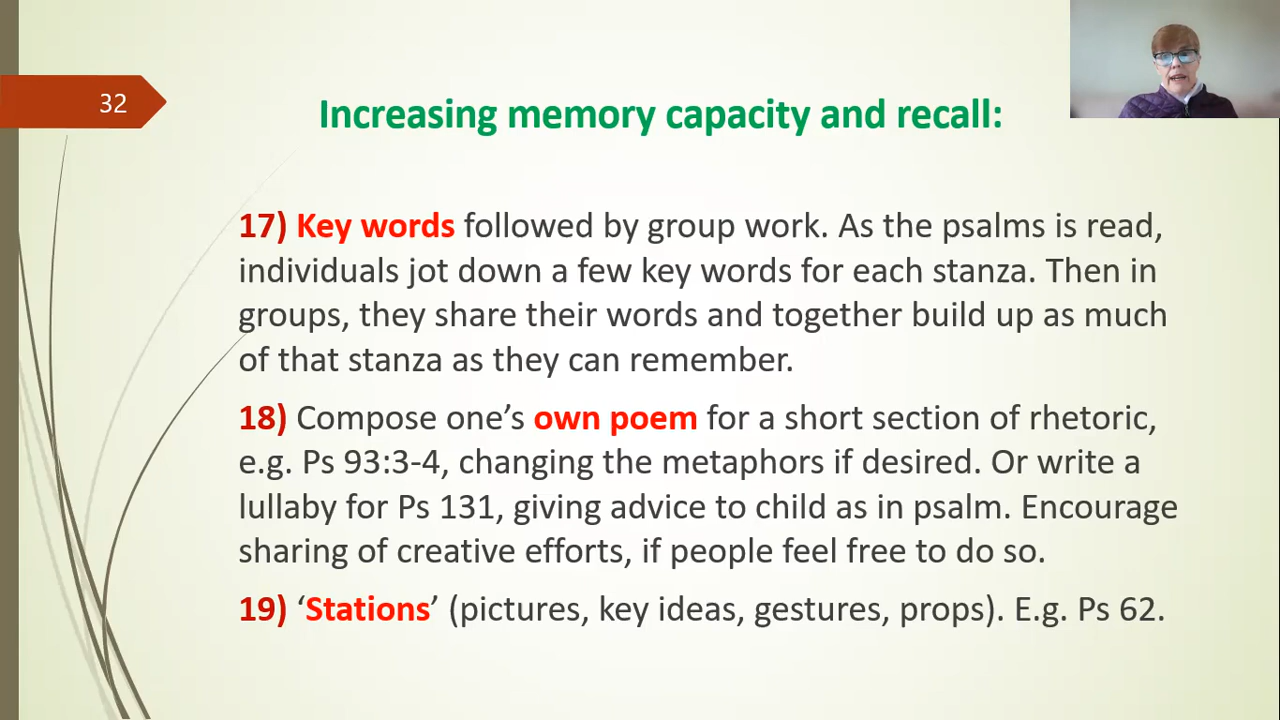 32
Increasing memory capacity and recall:
17) Key words followed by group work. As the psalms is read,
individuals jot down a few key words for each stanza. Then in
groups, they share their words and together build up as much
of that stanza as they can remember.
18) Compose one’s own poem for a short section of rhetoric,
e.g. Ps 93:3-4, changing the metaphors if desired. Or write a
lullaby for Ps 131, giving advice to child as in psalm. Encourage
sharing of creative efforts, if people feel free to do so.
19) ‘Stations’ (pictures, key ideas, gestures, props). E.g. Ps 62.